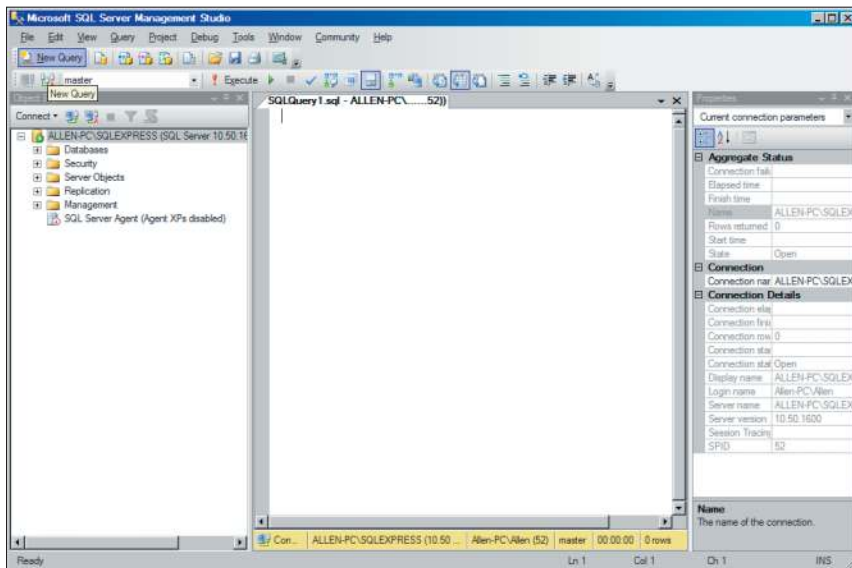 Microsoft SQL Server Management Studio
File Edit View Query Project Debug Tools Window Community Help
New Query
master
Execute
New Query
Connect
ALLEN-PC\SQLEXPRESS (SQL Server 10.50.16
Databases
Security
Server Objects
Replication
Management
SQL Server Agent (Agent XPs disabled)
SQLQuery1.sql - ALLEN-PC\......52))
Con... ALLEN-PC\SQLEXPRESS (10.50 ... Allen-PC\Allen (52) master 00:00:00 0 rows
Properties
Current connection parameters
Aggregate Status
Connection failu
Elapsed time
Finish time
Name ALLEN-PC\SQLEX
Rows returned 0
Start time
State Open
Connection
Connection nar ALLEN-PC\SQLEX
Connection Details
Connection elap
Connection finis
Connection row 0
Connection star
Connection stat Open
Display name ALLEN-PC\SQLEX
Login name Allen-PC\Allen
Server name ALLEN-PC\SQLEX
Server version 10.50.1600
Session Tracing
SPID 52
Name
The name of the connection.
Ready Ln 1 Col 1 Ch 1 INS